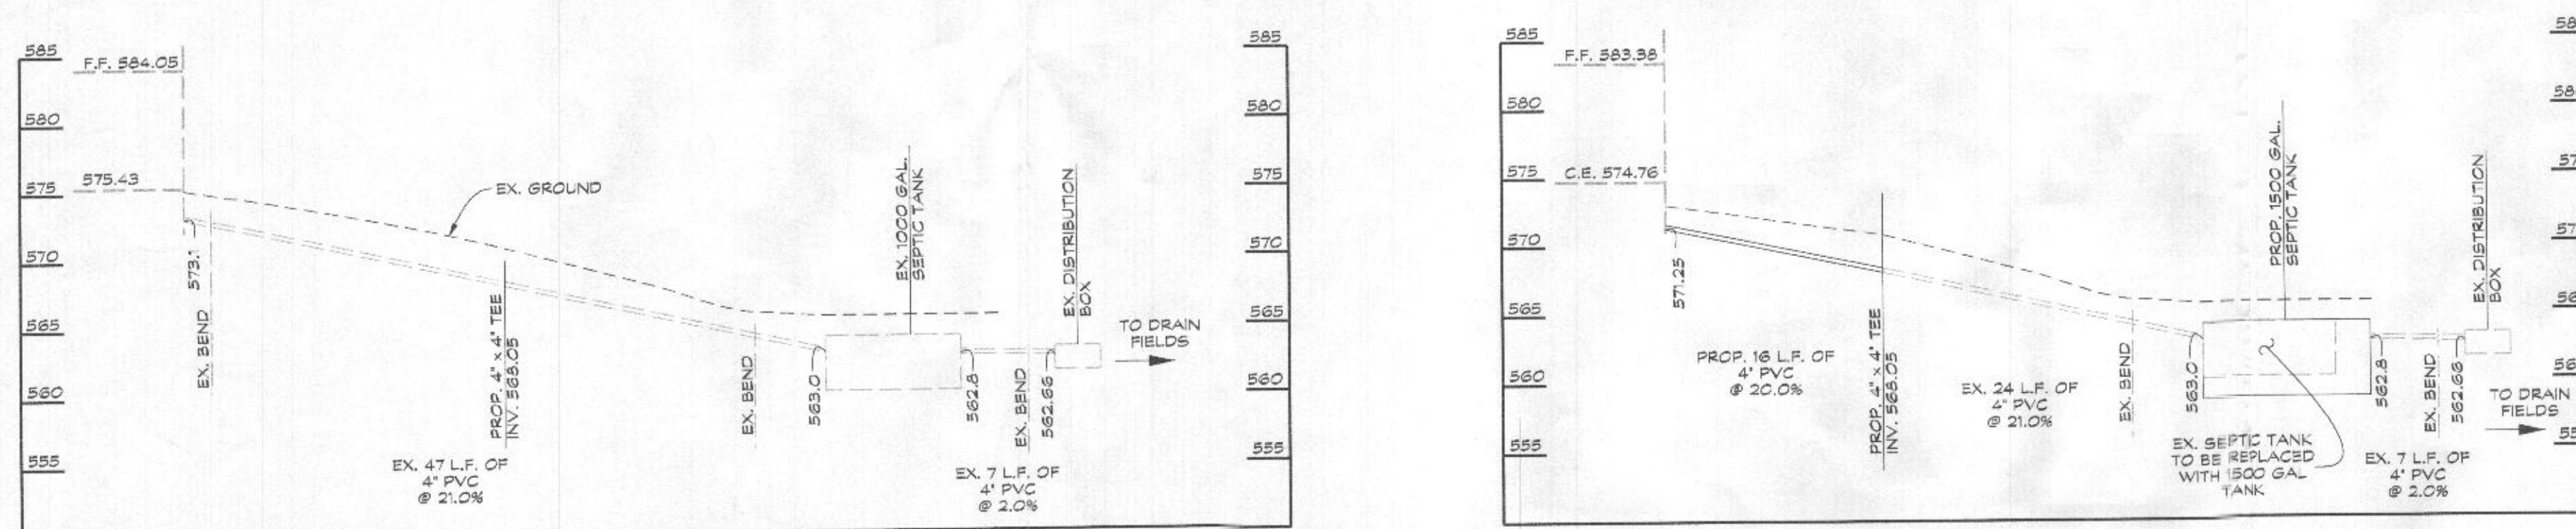 585
F.F. 584.05
580
575.43
575
570
565
560
555
EX. GROUND
573.1
EX. BEND
PROP. 4" x 4" TEE
INV. 568.05
EX. 47 L.F. OF
4" PVC
@ 21.0%
EX. BEND
563.0
EX. 1000 GAL.
SEPTIC TANK
562.8
EX. BEND
562.66
EX. DISTRIBUTION
BOX
EX. 7 L.F. OF
4" PVC
@ 2.0%
TO DRAIN
FIELDS
585
580
575
570
565
560
555
585
F.F. 583.38
580
C.E. 574.76
575
570
565
560
555
571.25
PROP. 16 L.F. OF
4" PVC
@ 20.0%
PROP. 4" x 4" TEE
INV. 568.05
EX. 24 L.F. OF
4" PVC
@ 21.0%
EX. BEND
563.0
PROP. 1500 GAL.
SEPTIC TANK
EX. SEPTIC TANK
TO BE REPLACED
WITH 1500 GAL
TANK
562.8
EX. BEND
562.66
EX. DISTRIBUTION
BOX
EX. 7 L.F. OF
4" PVC
@ 2.0%
TO DRAIN
FIELDS
58
58
57
57
56
56
55